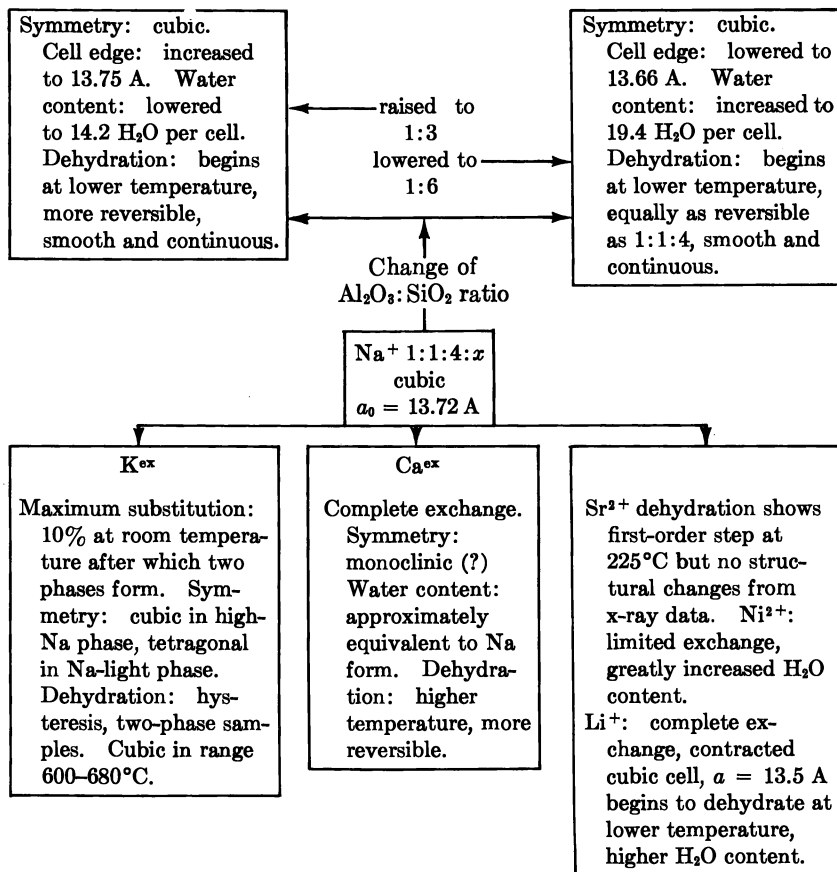 Symmetry: cubic.
Cell edge: increased
to 13.75 A. Water
content: lowered
to 14.2 H₂O per cell.
Dehydration: begins
at lower temperature,
more reversible,
smooth and continuous.
raised to
1:3
lowered to
1:6
Symmetry: cubic.
Cell edge: lowered to
13.66 A. Water
content: increased to
19.4 H₂O per cell.
Dehydration: begins
at lower temperature,
equally as reversible
as 1:1:4, smooth and
continuous.
Change of
Al₂O₃:SiO₂ ratio
Na⁺ 1:1:4:x
cubic
a₀ = 13.72 A
Kᵉˣ
Maximum substitution:
10% at room tempera-
ture after which two
phases form. Sym-
metry: cubic in high-
Na phase, tetragonal
in Na-light phase.
Dehydration: hys-
teresis, two-phase sam-
ples. Cubic in range
600–680°C.
Caᵉˣ
Complete exchange.
Symmetry:
monoclinic (?)
Water content:
approximately
equivalent to Na
form. Dehydra-
tion: higher
temperature, more
reversible.
Sr²⁺ dehydration shows
first-order step at
225°C but no struc-
tural changes from
x-ray data. Ni²⁺:
limited exchange,
greatly increased H₂O
content.
Li⁺: complete ex-
change, contracted
cubic cell, a = 13.5 A
begins to dehydrate at
lower temperature,
higher H₂O content.